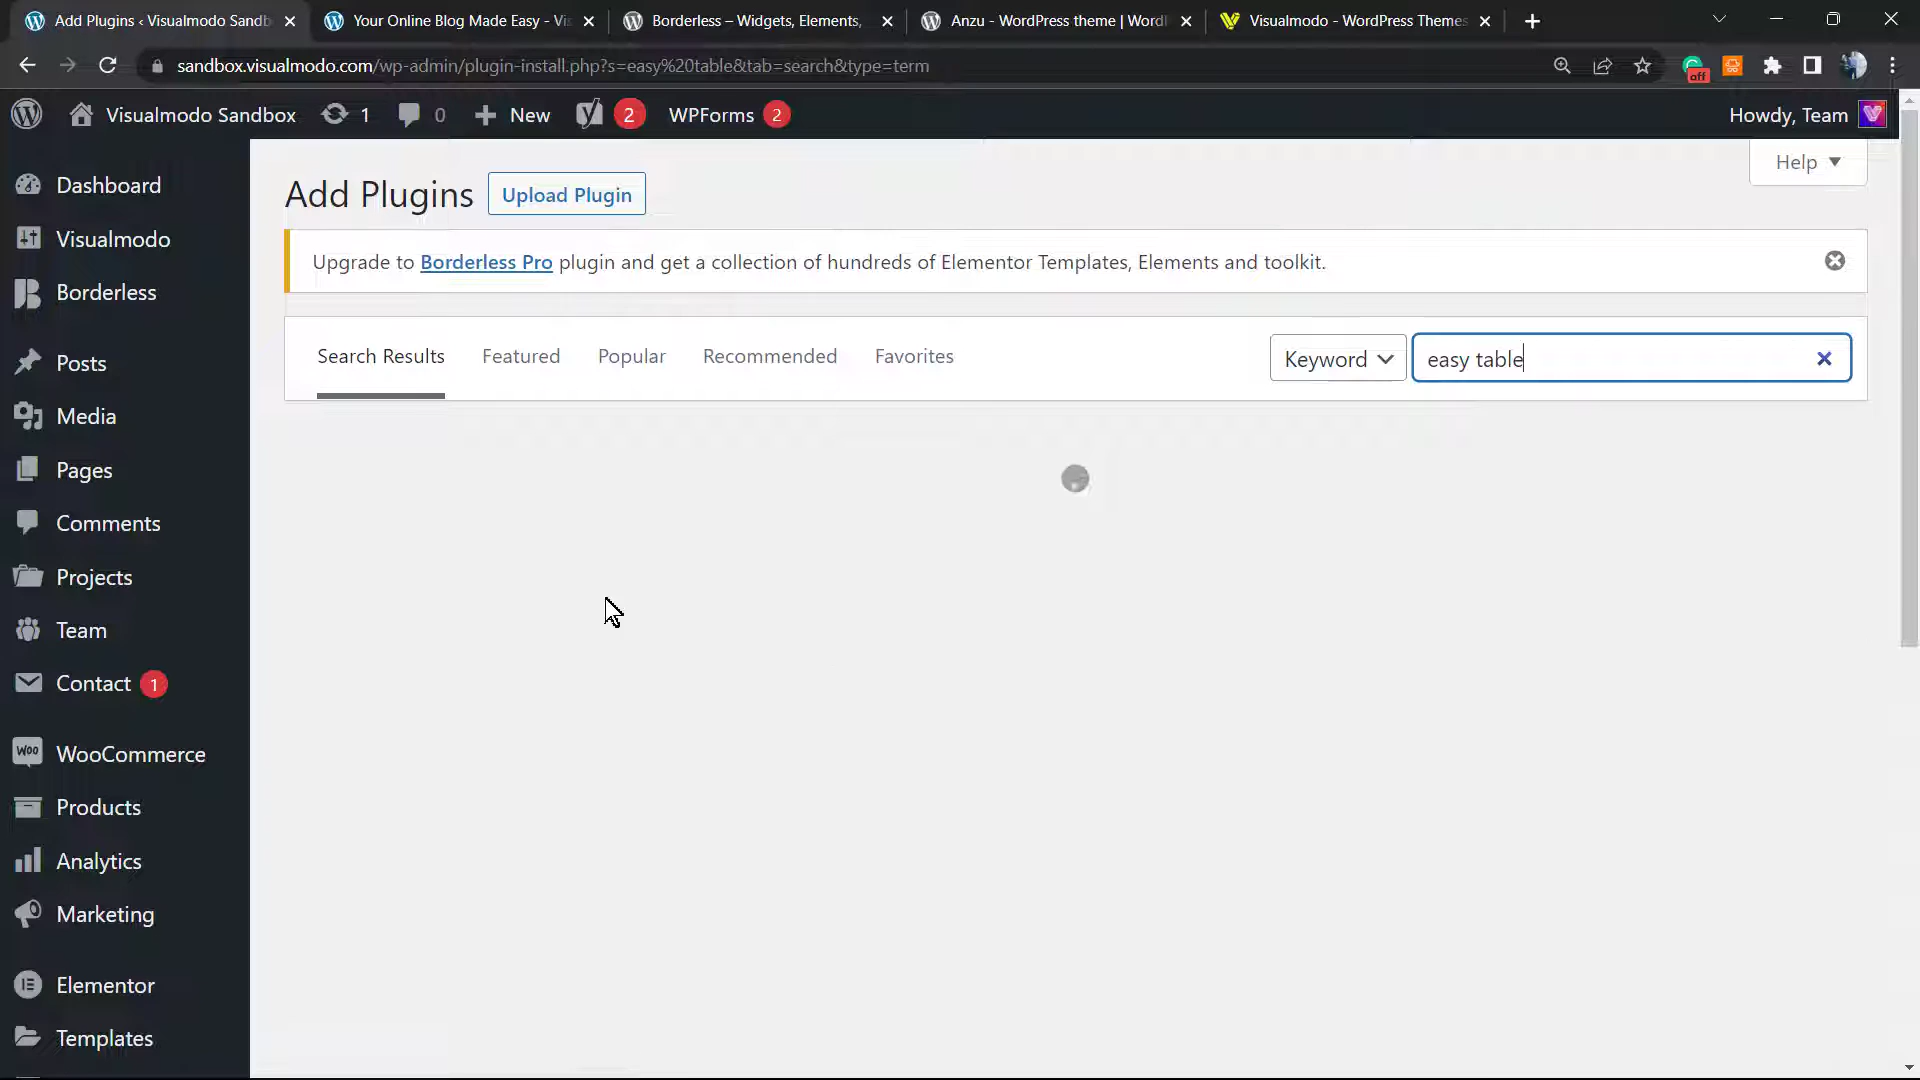 Add Plugins ‹ Visualmodo Sandb
Your Online Blog Made Easy - Vi
Borderless – Widgets, Elements,
Anzu - WordPress theme | Word
Visualmodo - WordPress Themes
sandbox.visualmodo.com/wp-admin/plugin-install.php?s=easy%20table&tab=search&type=term
off
Visualmodo Sandbox
1
0
New
2
WPForms
2
Howdy, Team
Help
Add Plugins
Upload Plugin
Upgrade to Borderless Pro plugin and get a collection of hundreds of Elementor Templates, Elements and toolkit.
Search Results
Featured
Popular
Recommended
Favorites
Keyword
easy table
Dashboard
Visualmodo
Borderless
Posts
Media
Pages
Comments
Projects
Team
Contact 1
Woo
WooCommerce
Products
Analytics
Marketing
Elementor
Templates